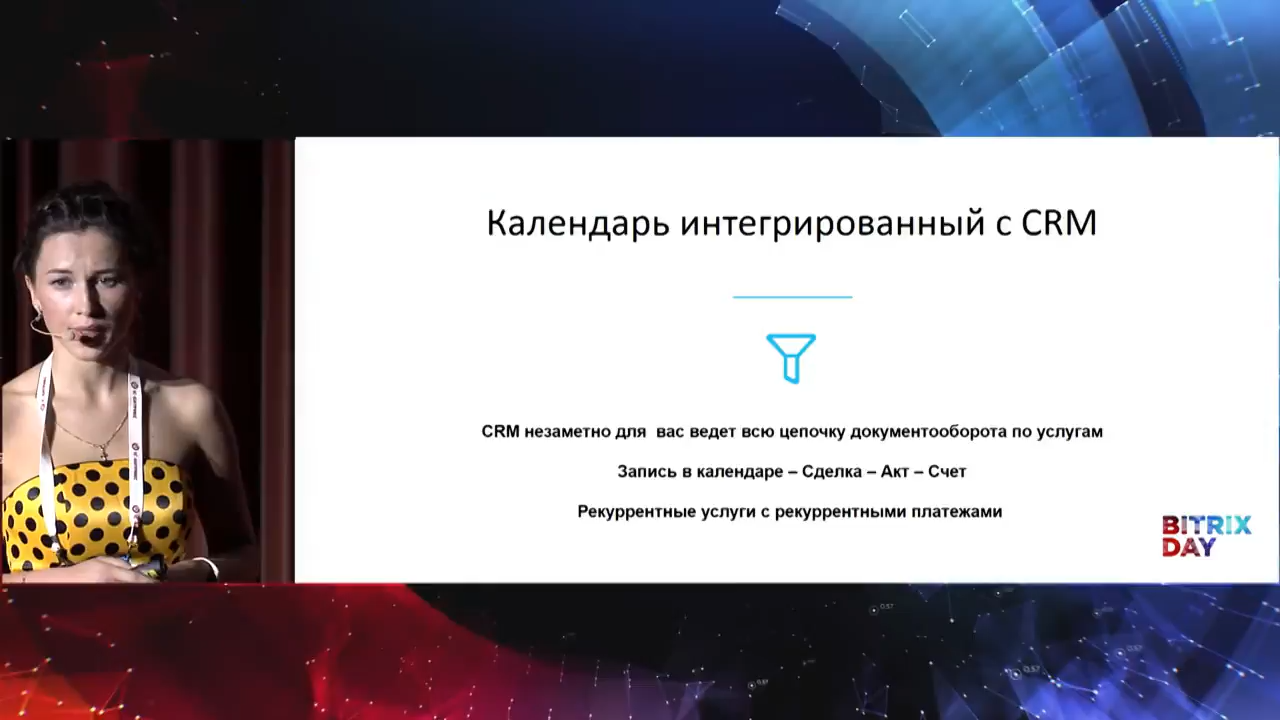 Календарь интегрированный с CRM
CRM незаметно для вас ведет всю цепочку документооборота по услугам
Запись в календаре – Сделка – Акт – Счет
Рекуррентные услуги с рекуррентными платежами
BITRIX
DAY